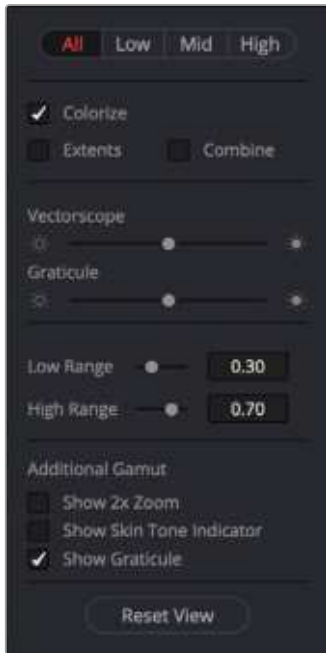 All Low Mid High
Colorize
Extents Combine
Vectorscope
Graticule
Low Range 0.30
High Range 0.70
Additional Gamut
Show 2x Zoom
Show Skin Tone Indicator
Show Graticule
Reset View